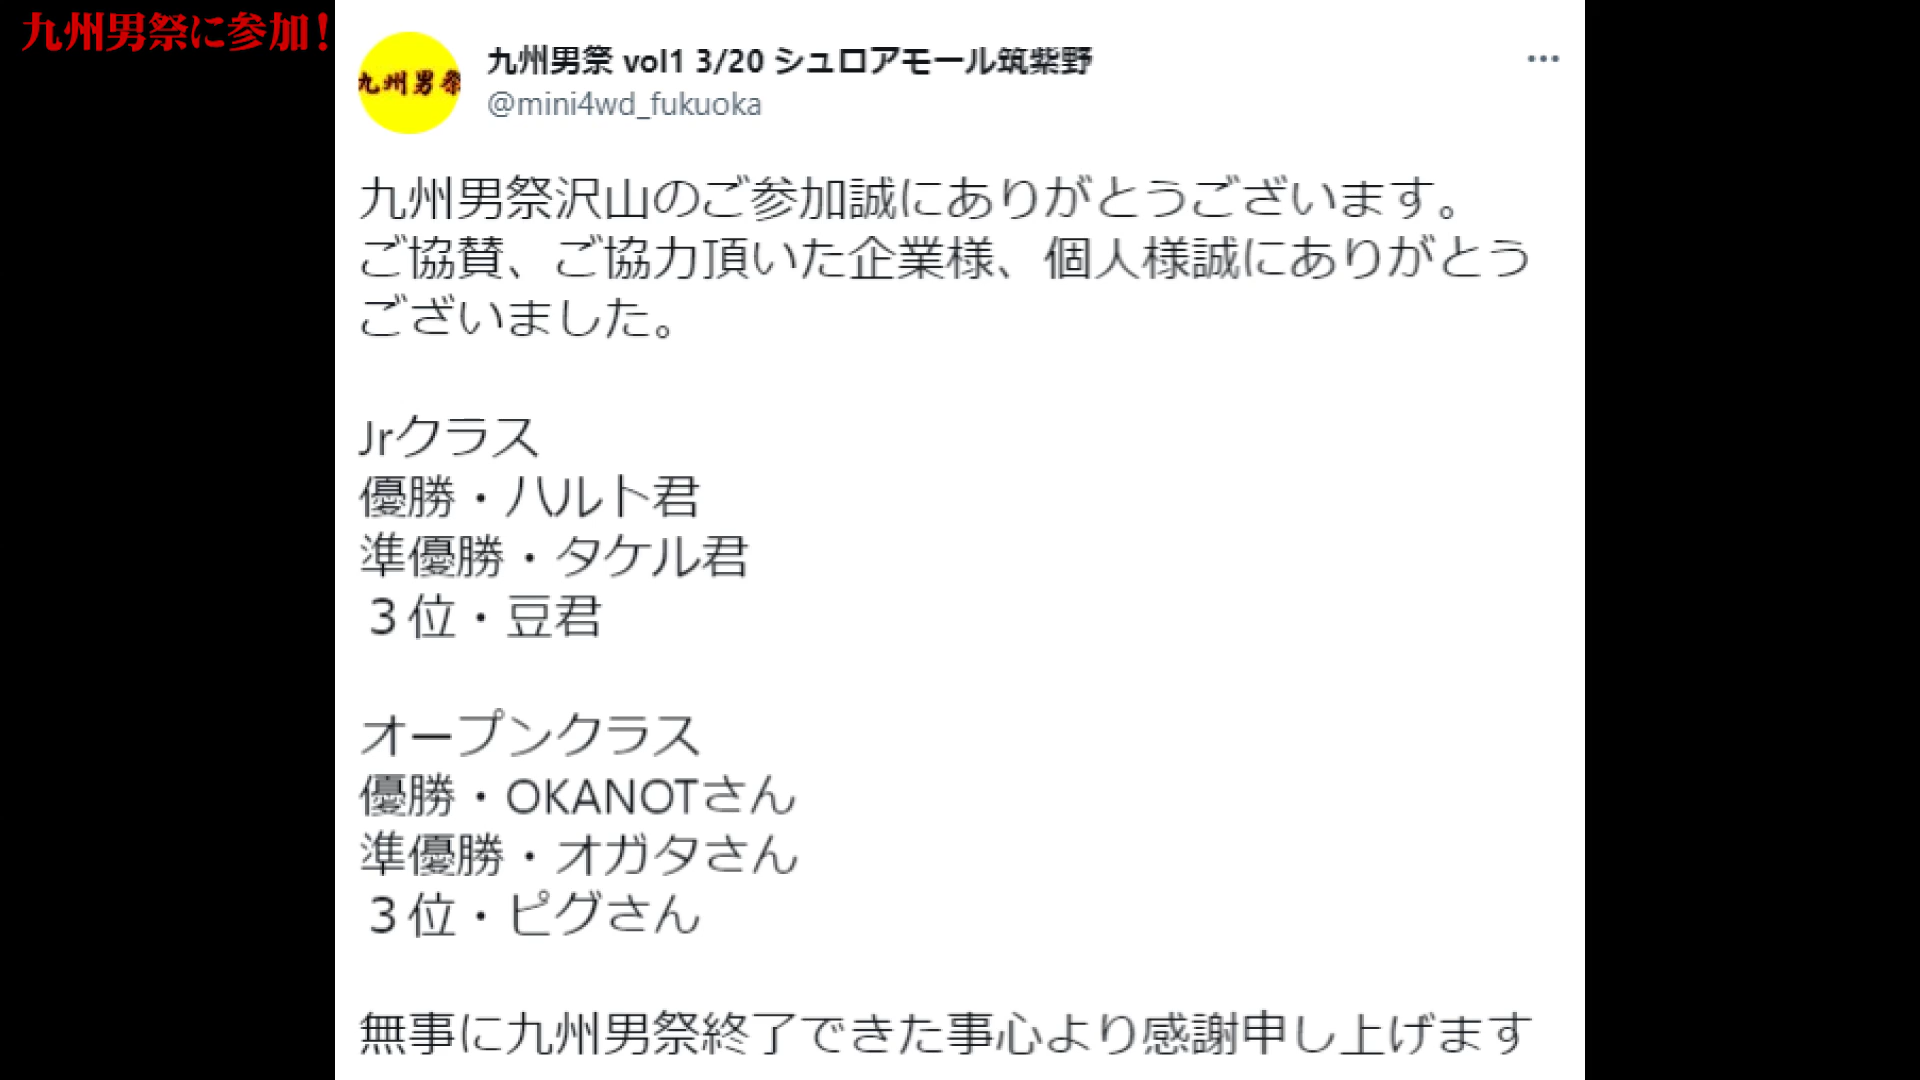 九州男祭に参加！
九州男祭
九州男祭 vol1 3/20 シュロアモール筑紫野
@mini4wd_fukuoka
九州男祭沢山のご参加誠にありがとうございます。
ご協賛、ご協力頂いた企業様、個人様誠にありがとう
ございました。
Jrクラス
優勝・ハルト君
準優勝・タケル君
３位・豆君
オープンクラス
優勝・OKANOTさん
準優勝・オガタさん
３位・ピグさん
無事に九州男祭終了できた事心より感謝申し上げます